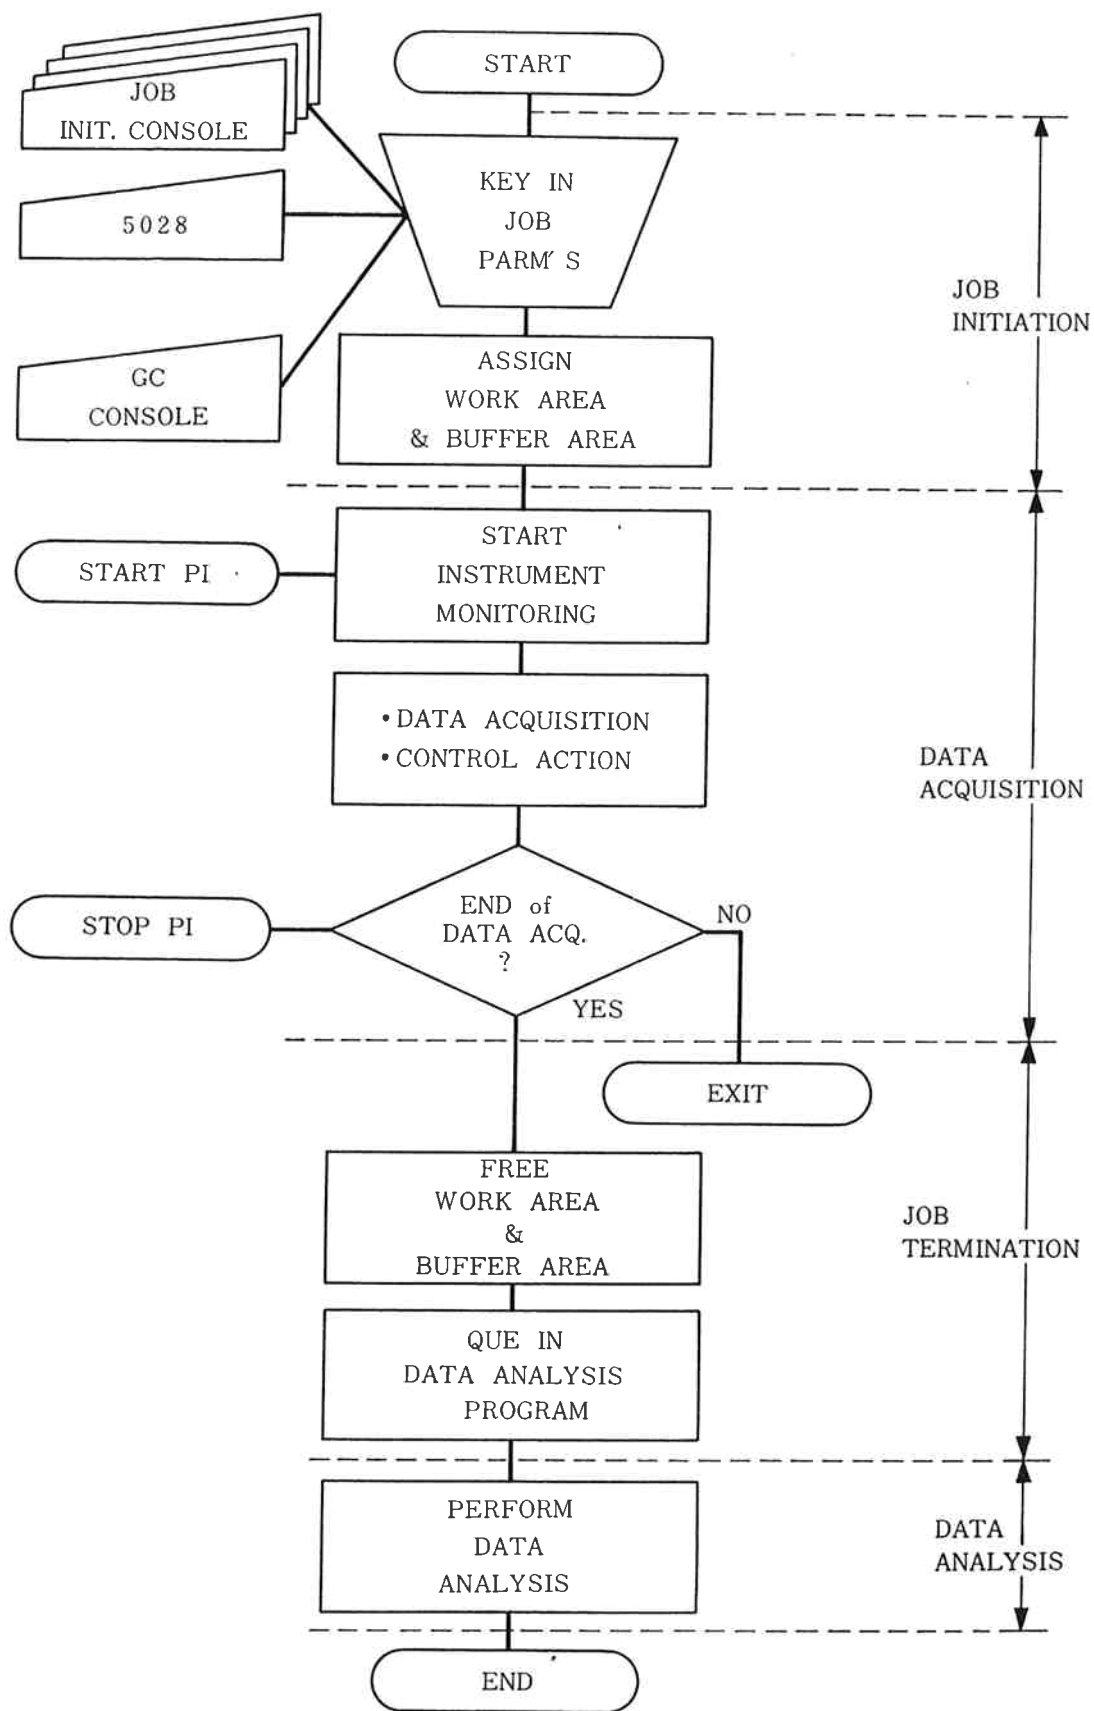 START
JOB
INIT. CONSOLE
5028
GC
CONSOLE
KEY IN
JOB
PARM'S
ASSIGN
WORK AREA
& BUFFER AREA
JOB
INITIATION
START PI
START
INSTRUMENT
MONITORING
• DATA ACQUISITION
• CONTROL ACTION
DATA
ACQUISITION
STOP PI
END of
DATA ACQ.
?
NO
YES
EXIT
FREE
WORK AREA
&
BUFFER AREA
JOB
TERMINATION
QUE IN
DATA ANALYSIS
PROGRAM
PERFORM
DATA
ANALYSIS
DATA
ANALYSIS
END